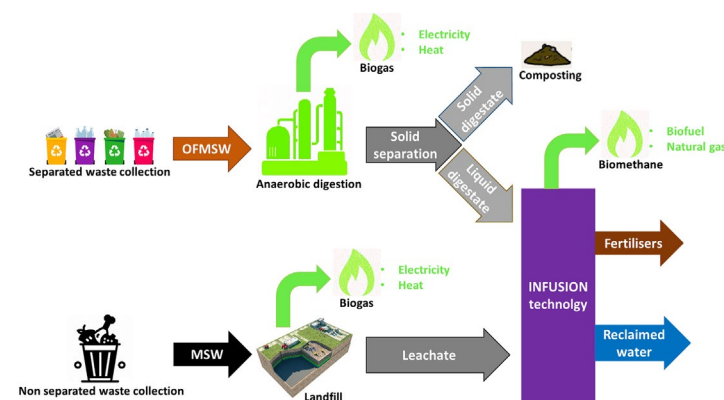 Electricity
Heat
Biogas
Composting
Separated waste collection
OFMSW
Anaerobic digestion
Solid
separation
Solid
digestate
Liquid
digestate
Biofuel
Natural gas
Biomethane
Fertilisers
INFUSION
technolgy
Reclaimed
water
Electricity
Heat
Biogas
Non separated waste collection
MSW
Landfill
Leachate